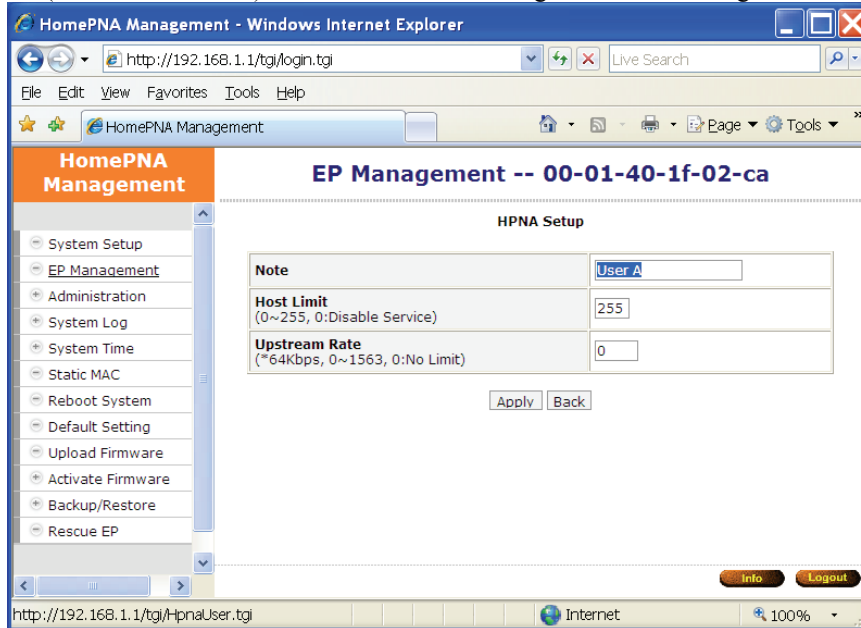 HomePNA Management - Windows Internet Explorer
http://192.168.1.1/tgi/login.tgi
Live Search
File Edit View Favorites Tools Help
HomePNA Management
Page Tools
HomePNA Management
EP Management -- 00-01-40-1f-02-ca
System Setup
EP Management
Administration
System Log
System Time
Static MAC
Reboot System
Default Setting
Upload Firmware
Activate Firmware
Backup/Restore
Rescue EP
HPNA Setup
Note User A
Host Limit
(0~255, 0:Disable Service) 255
Upstream Rate
(*64Kbps, 0~1563, 0:No Limit) 0
Apply Back
Info Logout
http://192.168.1.1/tgi/HpnaUser.tgi Internet 100%